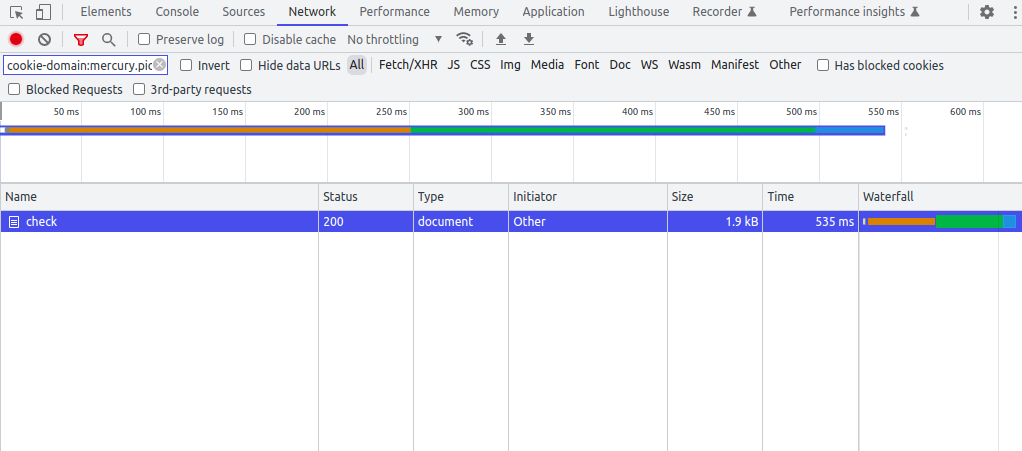 Elements Console Sources Network Performance Memory Application Lighthouse Recorder Performance insights
Preserve log Disable cache No throttling
cookie-domain:mercury.pic Invert Hide data URLs All Fetch/XHR JS CSS Img Media Font Doc WS Wasm Manifest Other Has blocked cookies
Blocked Requests 3rd-party requests
50 ms 100 ms 150 ms 200 ms 250 ms 300 ms 350 ms 400 ms 450 ms 500 ms 550 ms 600 ms
Name Status Type Initiator Size Time Waterfall
check 200 document Other 1.9 kB 535 ms